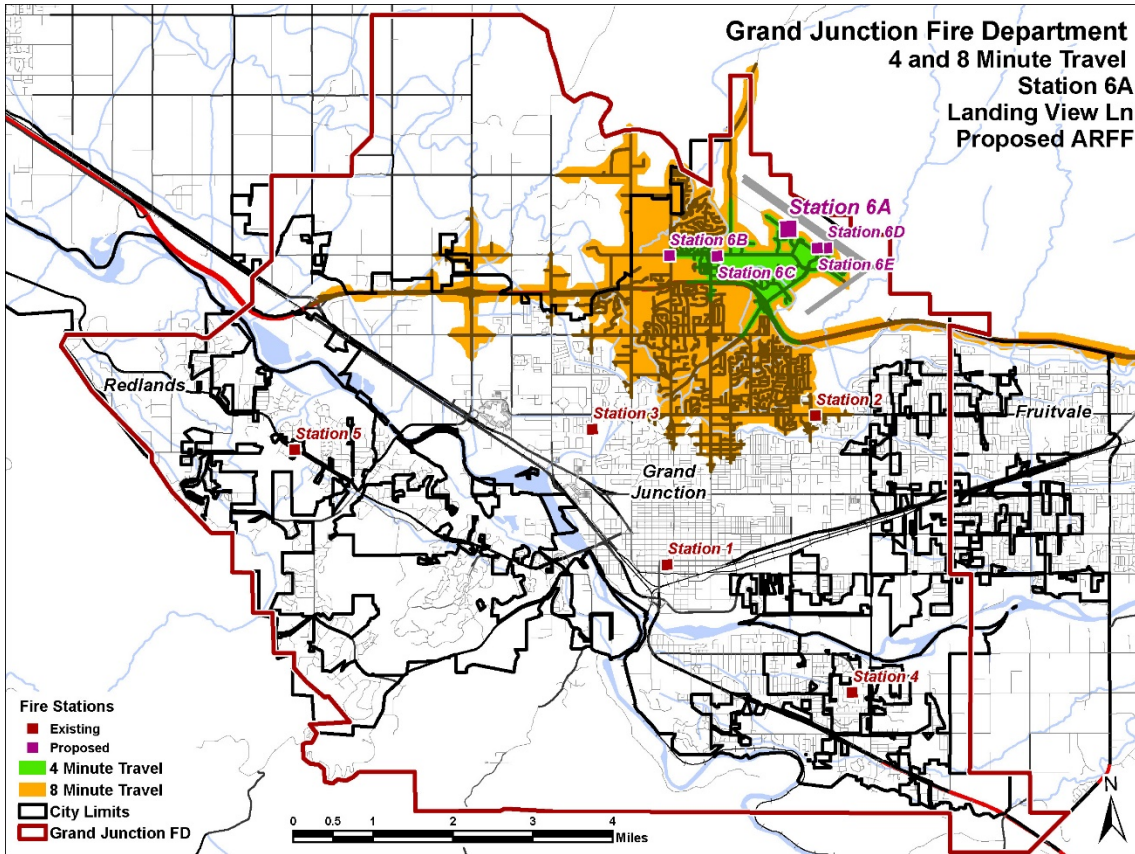 Grand Junction Fire Department
4 and 8 Minute Travel
Station 6A
Landing View Ln
Proposed ARFF
Station 6A
Station 6B
Station 6D
Station 6C
Station 6E
Redlands
Station 5
Station 3
Station 2
Fruitvale
Grand
Junction
Station 1
Station 4
Fire Stations
Existing
Proposed
4 Minute Travel
8 Minute Travel
City Limits
Grand Junction FD
0 0.5 1 2 3 4
Miles
N